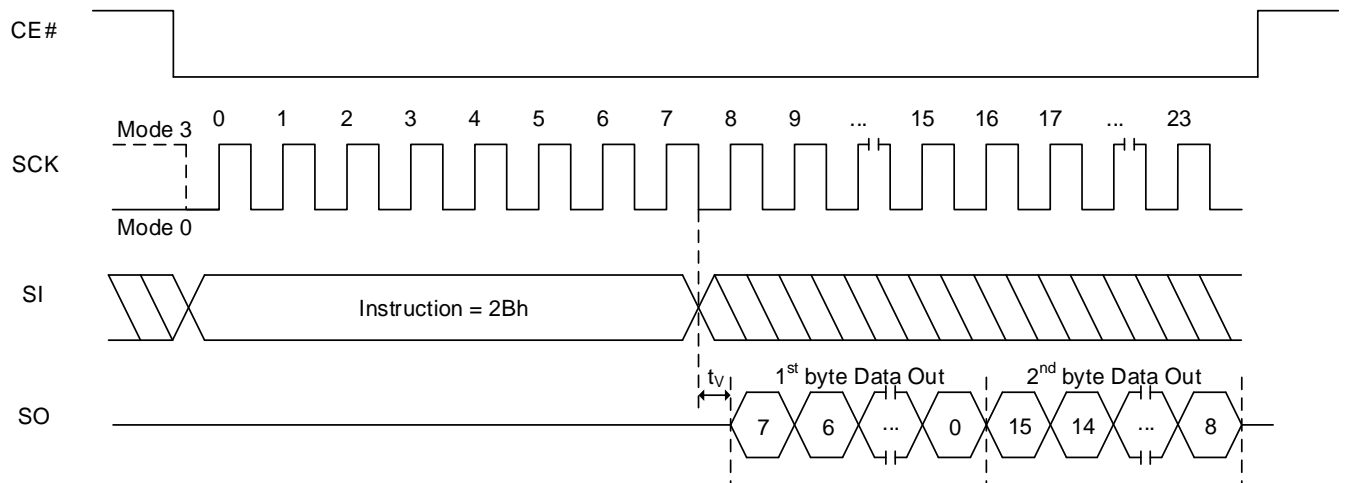 CE#
0 1 2 3 4 5 6 7 8 9 ... 15 16 17 ... 23
Mode 3
SCK
Mode 0
SI
Instruction = 2Bh
tV 1st byte Data Out 2nd byte Data Out
SO
7 6 ... 0 15 14 ... 8